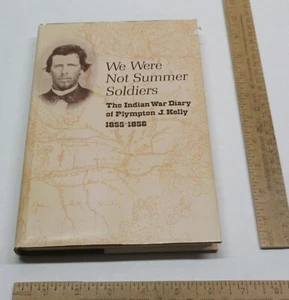 We Were
Not Summer
Soldiers
The Indian War Diary
of Plympton J. Kelly
1855-1856